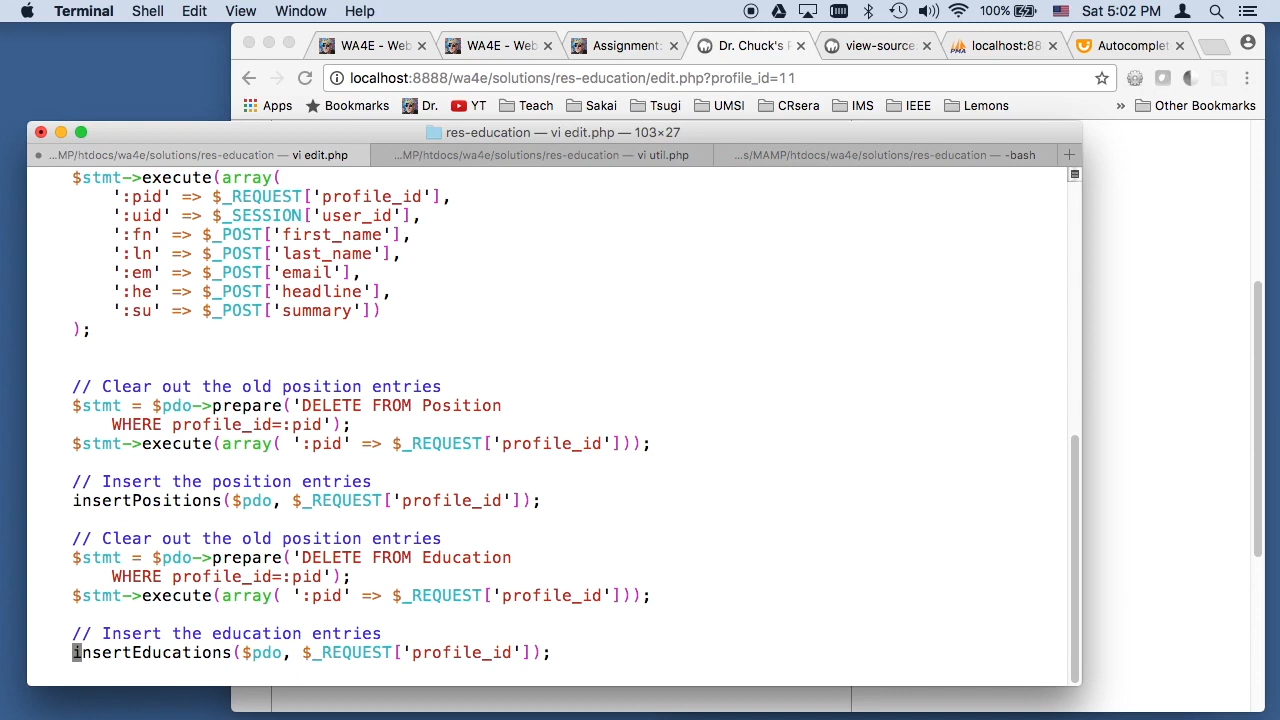 Terminal Shell Edit View Window Help 100% Sat 5:02 PM
WA4E - Web WA4E - Web Assignment: Dr. Chuck's view-source localhost:88 Autocomplet
localhost:8888/wa4e/solutions/res-education/edit.php?profile_id=11
Apps Bookmarks Dr. YT Teach Sakai Tsugi UMSI CRsera IMS IEEE Lemons » Other Bookmarks
res-education — vi edit.php — 103×27
...MP/htdocs/wa4e/solutions/res-education — vi edit.php ...MP/htdocs/wa4e/solutions/res-education — vi util.php ...s/MAMP/htdocs/wa4e/solutions/res-education — -bash
$stmt->execute(array(
':pid' => $_REQUEST['profile_id'],
':uid' => $_SESSION['user_id'],
':fn' => $_POST['first_name'],
':ln' => $_POST['last_name'],
':em' => $_POST['email'],
':he' => $_POST['headline'],
':su' => $_POST['summary'])
);
// Clear out the old position entries
$stmt = $pdo->prepare('DELETE FROM Position
WHERE profile_id=:pid');
$stmt->execute(array( ':pid' => $_REQUEST['profile_id']));
// Insert the position entries
insertPositions($pdo, $_REQUEST['profile_id']);
// Clear out the old position entries
$stmt = $pdo->prepare('DELETE FROM Education
WHERE profile_id=:pid');
$stmt->execute(array( ':pid' => $_REQUEST['profile_id']));
// Insert the education entries
insertEducations($pdo, $_REQUEST['profile_id']);